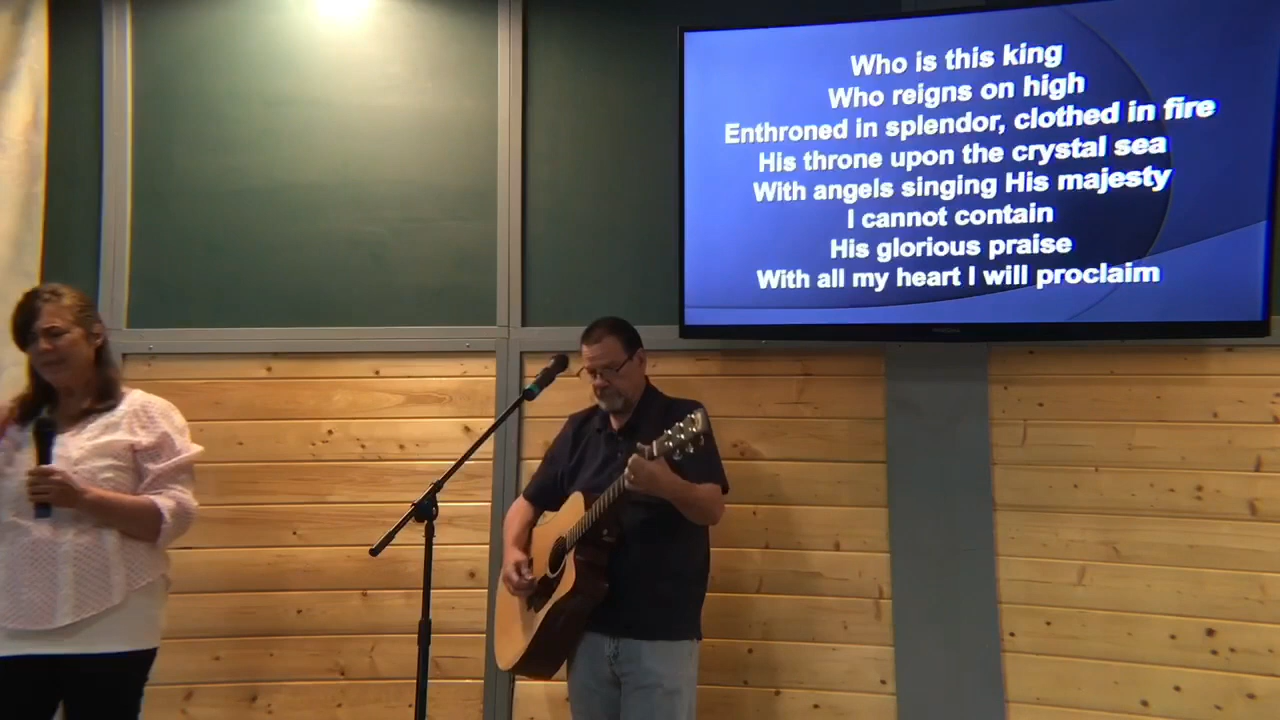 Who is this king
Who reigns on high
Enthroned in splendor, clothed in fire
His throne upon the crystal sea
With angels singing His majesty
I cannot contain
His glorious praise
With all my heart I will proclaim